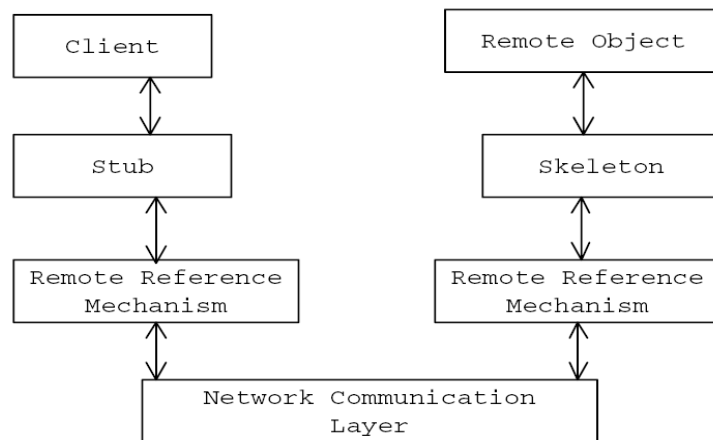 Client
Remote Object
Stub
Skeleton
Remote Reference
Mechanism
Remote Reference
Mechanism
Network Communication
Layer